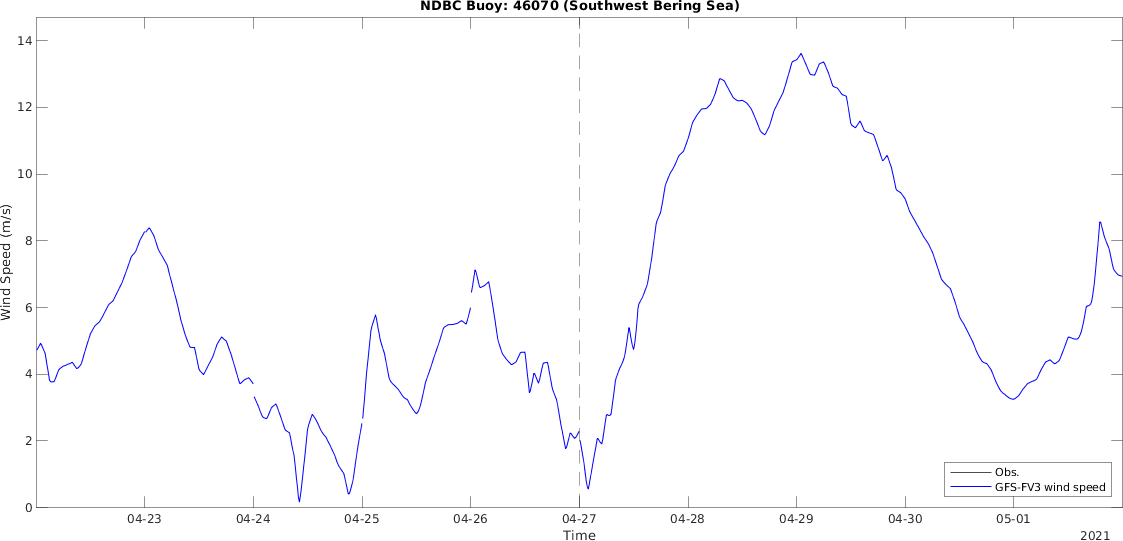 NDBC Buoy: 46070 (Southwest Bering Sea)
14
12
10
8
6
4
2
0
Wind Speed (m/s)
Obs.
GFS-FV3 wind speed
04-23 04-24 04-25 04-26 04-27 04-28 04-29 04-30 05-01
Time
2021